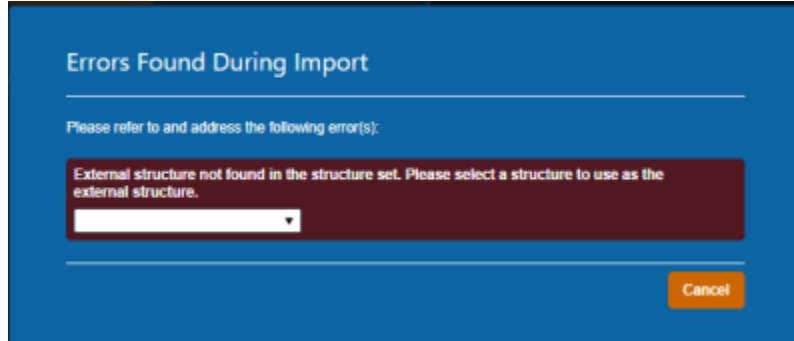 Errors Found During Import
Please refer to and address the following error(s):
External structure not found in the structure set. Please select a structure to use as the
external structure.
Cancel